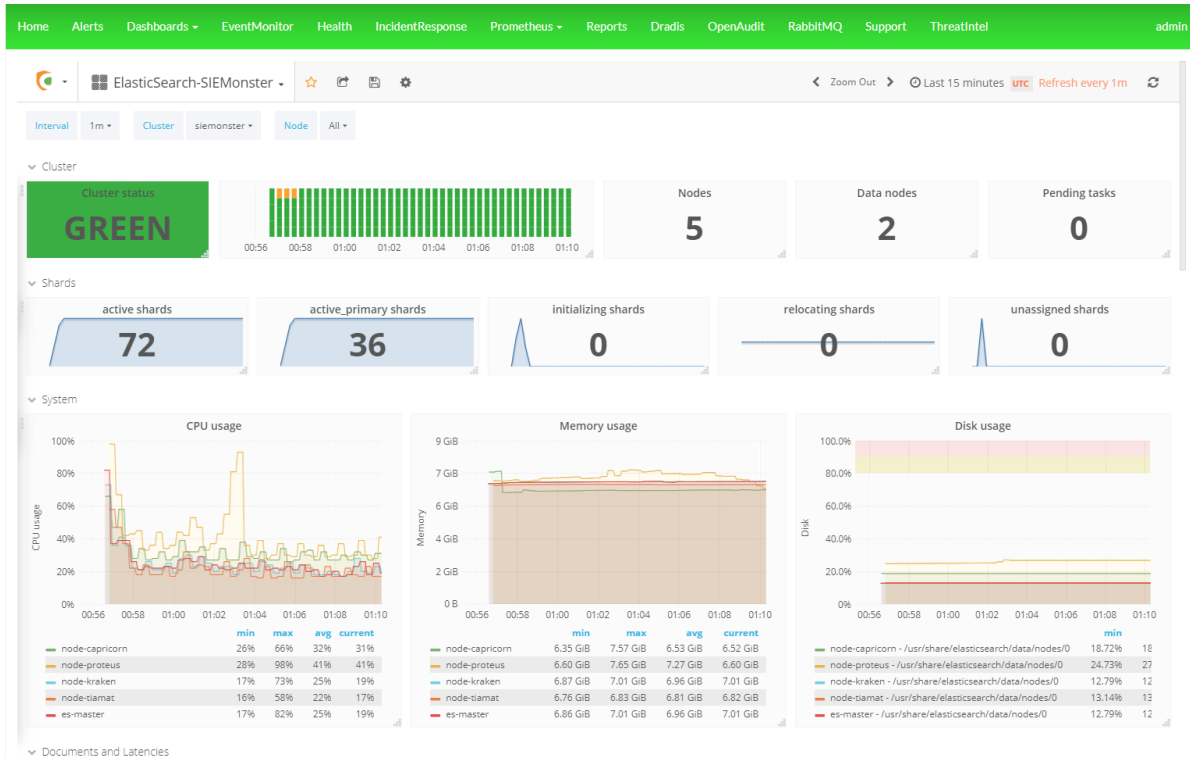 Home Alerts Dashboards EventMonitor Health IncidentResponse Prometheus Reports Dradis OpenAudit RabbitMQ Support ThreatIntel admin
ElasticSearch-SIEMonster Zoom Out Last 15 minutes UTC Refresh every 1m
Interval 1m Cluster siemonster Node All
Cluster
Cluster status
GREEN
00:56 00:58 01:00 01:02 01:04 01:06 01:08 01:10
Nodes
5
Data nodes
2
Pending tasks
0
Shards
active shards
72
active_primary shards
36
initializing shards
0
relocating shards
0
unassigned shards
0
System
CPU usage
CPU usage
100%
80%
60%
40%
20%
0%
00:56 00:58 01:00 01:02 01:04 01:06 01:08 01:10
min max avg current
node-capricorn 26% 66% 32% 31%
node-proteus 28% 98% 41% 41%
node-kraken 17% 73% 25% 19%
node-tiamat 16% 58% 22% 17%
es-master 17% 82% 25% 19%
Memory usage
Memory
9 GiB
7 GiB
6 GiB
4 GiB
2 GiB
0 B
00:56 00:58 01:00 01:02 01:04 01:06 01:08 01:10
min max avg current
node-capricorn 6.35 GiB 7.57 GiB 6.53 GiB 6.52 GiB
node-proteus 6.60 GiB 7.65 GiB 7.27 GiB 6.60 GiB
node-kraken 6.87 GiB 7.01 GiB 6.96 GiB 7.01 GiB
node-tiamat 6.76 GiB 6.83 GiB 6.81 GiB 6.82 GiB
es-master 6.86 GiB 7.01 GiB 6.96 GiB 7.01 GiB
Disk usage
Disk
100.0%
80.0%
60.0%
40.0%
20.0%
0%
00:56 00:58 01:00 01:02 01:04 01:06 01:08 01:10
min
node-capricorn - /usr/share/elasticsearch/data/nodes/0 18.72% 18
node-proteus - /usr/share/elasticsearch/data/nodes/0 24.73% 27
node-kraken - /usr/share/elasticsearch/data/nodes/0 12.79% 12
node-tiamat - /usr/share/elasticsearch/data/nodes/0 13.14% 13
es-master - /usr/share/elasticsearch/data/nodes/0 12.79% 12
Documents and Latencies